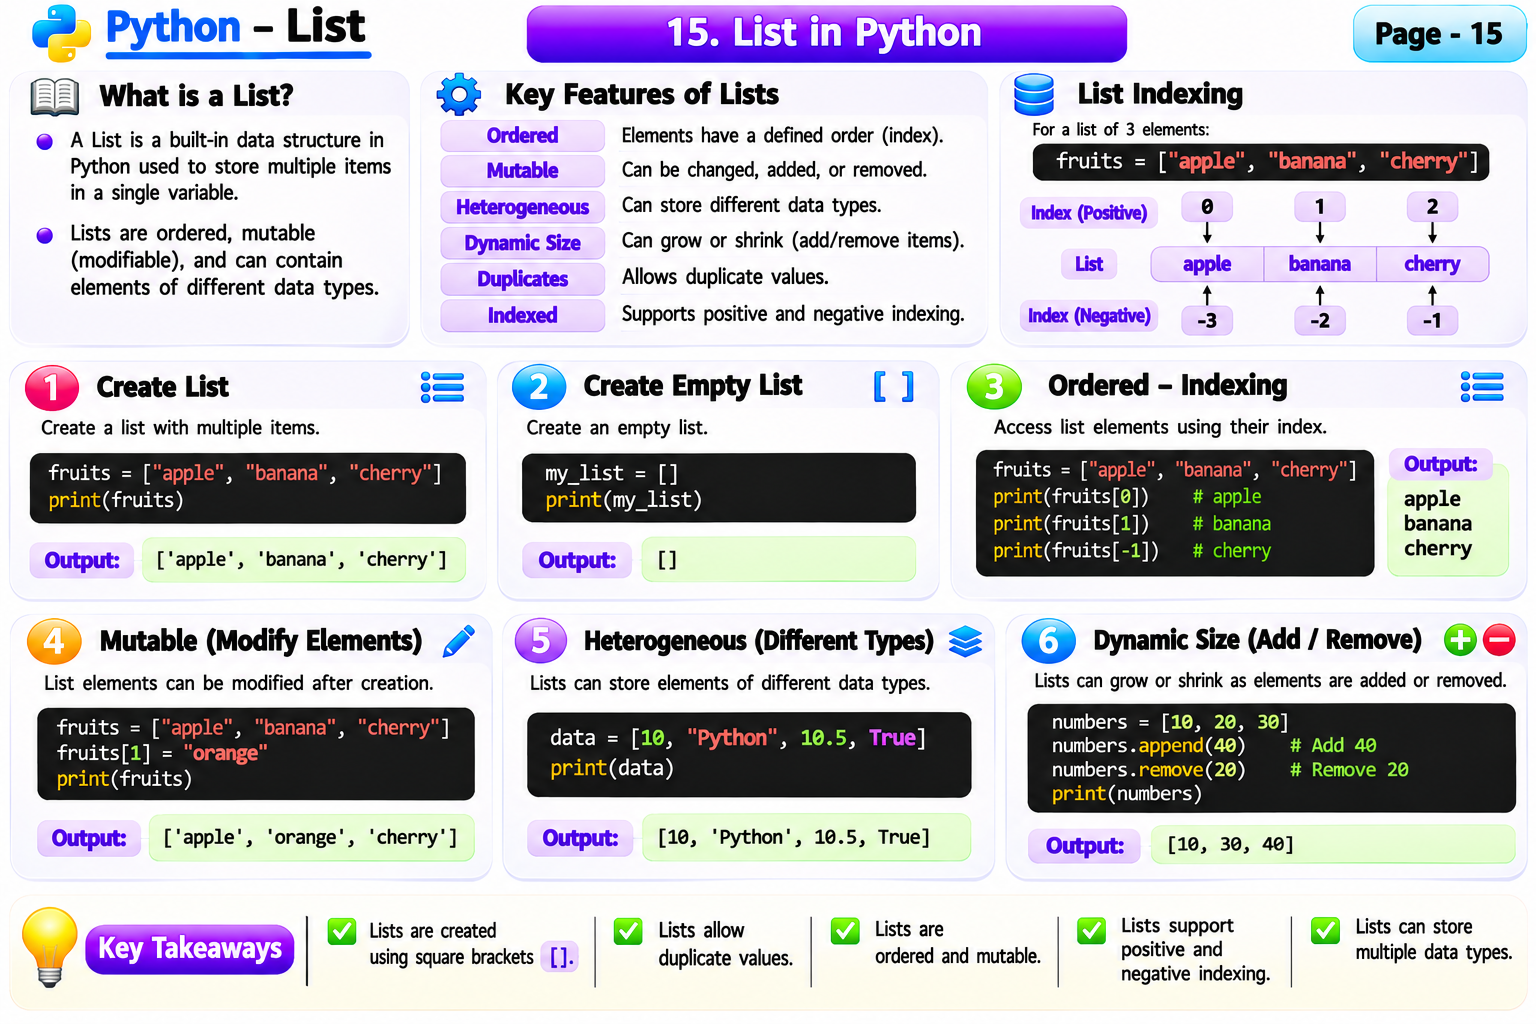 Python – List
15. List in Python
Page - 15
What is a List?
A List is a built-in data structure in
Python used to store multiple items
in a single variable.
Lists are ordered, mutable
(modifiable), and can contain
elements of different data types.
Key Features of Lists
Ordered Elements have a defined order (index).
Mutable Can be changed, added, or removed.
Heterogeneous Can store different data types.
Dynamic Size Can grow or shrink (add/remove items).
Duplicates Allows duplicate values.
Indexed Supports positive and negative indexing.
List Indexing
For a list of 3 elements:
fruits = ["apple", "banana", "cherry"]
Index (Positive) 0 1 2
List apple banana cherry
Index (Negative) -3 -2 -1
1 Create List
Create a list with multiple items.
fruits = ["apple", "banana", "cherry"]
print(fruits)
Output: ['apple', 'banana', 'cherry']
2 Create Empty List [ ]
Create an empty list.
my_list = []
print(my_list)
Output: []
3 Ordered – Indexing
Access list elements using their index.
fruits = ["apple", "banana", "cherry"]
print(fruits[0]) # apple
print(fruits[1]) # banana
print(fruits[-1]) # cherry
Output:
apple
banana
cherry
4 Mutable (Modify Elements)
List elements can be modified after creation.
fruits = ["apple", "banana", "cherry"]
fruits[1] = "orange"
print(fruits)
Output: ['apple', 'orange', 'cherry']
5 Heterogeneous (Different Types)
Lists can store elements of different data types.
data = [10, "Python", 10.5, True]
print(data)
Output: [10, 'Python', 10.5, True]
6 Dynamic Size (Add / Remove)
Lists can grow or shrink as elements are added or removed.
numbers = [10, 20, 30]
numbers.append(40) # Add 40
numbers.remove(20) # Remove 20
print(numbers)
Output: [10, 30, 40]
Key Takeaways
Lists are created
using square brackets [].
Lists allow
duplicate values.
Lists are
ordered and mutable.
Lists support
positive and
negative indexing.
Lists can store
multiple data types.